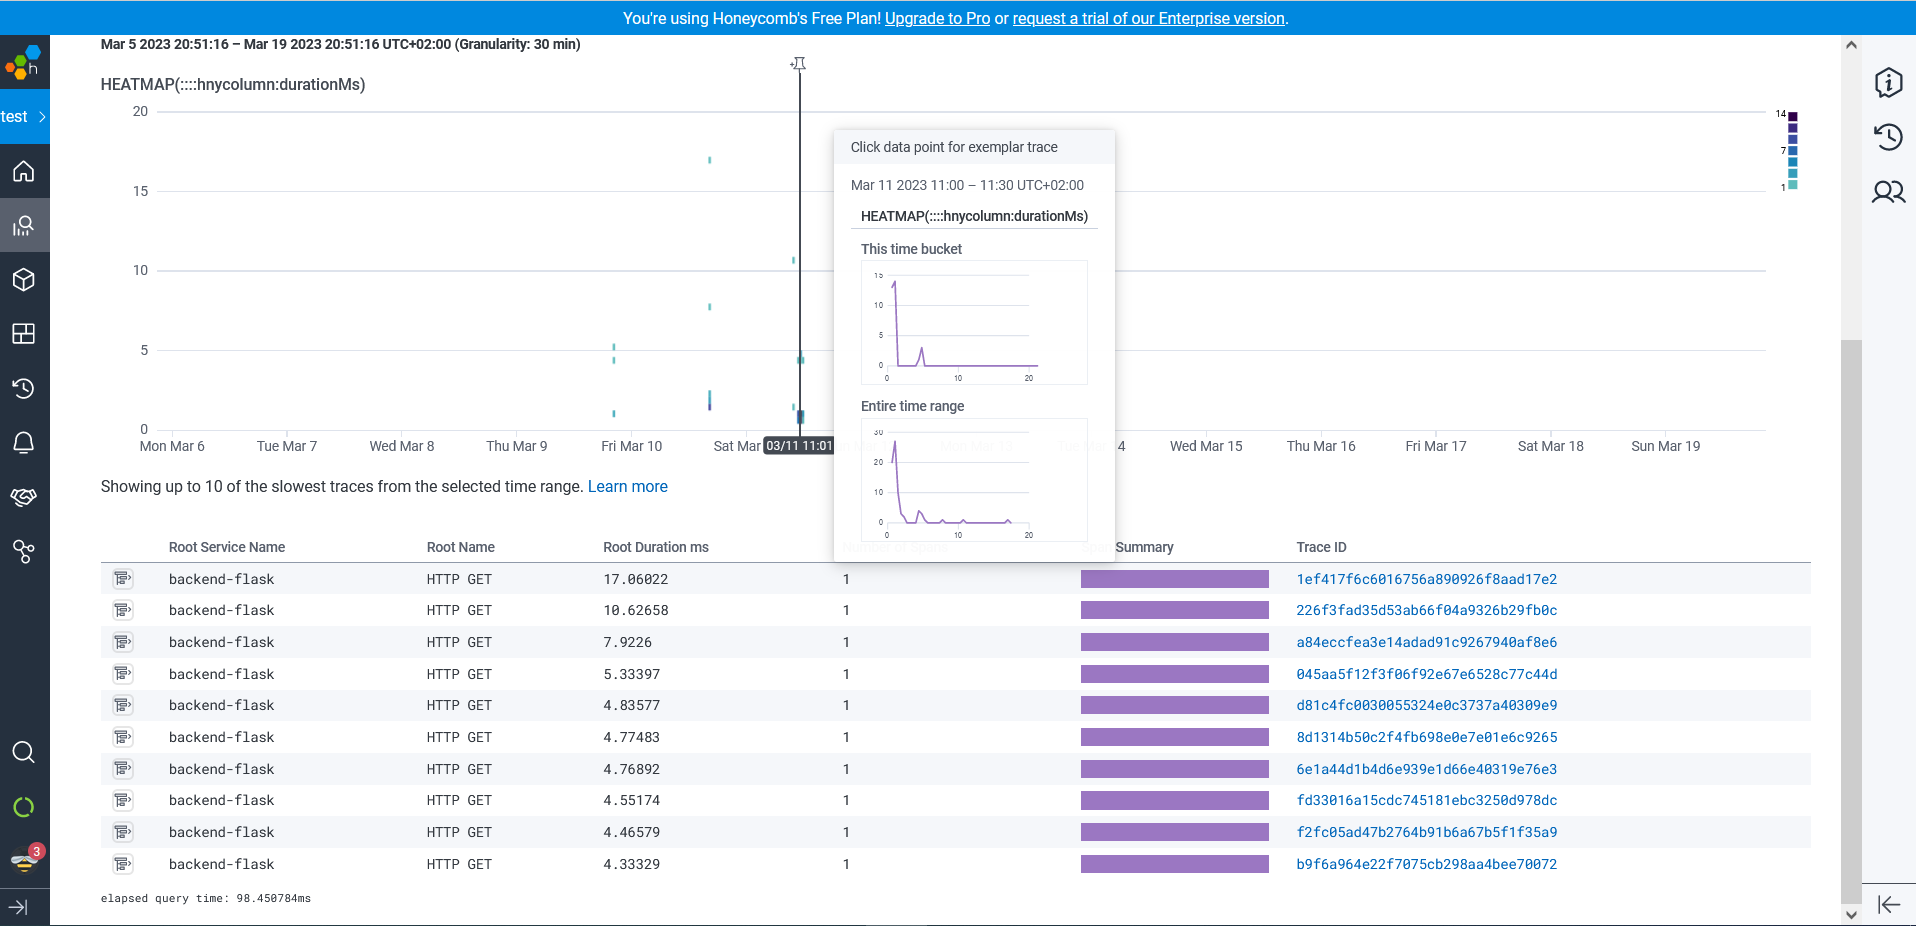 You're using Honeycomb's Free Plan! Upgrade to Pro or request a trial of our Enterprise version.
Mar 5 2023 20:51:16 – Mar 19 2023 20:51:16 UTC+02:00 (Granularity: 30 min)
h
test
HEATMAP(::::hnycolumn:durationMs)
20
15
10
5
0
14
7
1
Mon Mar 6
Tue Mar 7
Wed Mar 8
Thu Mar 9
Fri Mar 10
Sat Mar
03/11 11:01
4
Wed Mar 15
Thu Mar 16
Fri Mar 17
Sat Mar 18
Sun Mar 19
Click data point for exemplar trace
Mar 11 2023 11:00 – 11:30 UTC+02:00
HEATMAP(::::hnycolumn:durationMs)
This time bucket
15
10
5
0
0 10 20
Entire time range
30
20
10
0
0 10 20
Showing up to 10 of the slowest traces from the selected time range. Learn more
Root Service Name Root Name Root Duration ms Number of Spans Span Summary Trace ID
backend-flask HTTP GET 17.06022 1 1ef417f6c6016756a890926f8aad17e2
backend-flask HTTP GET 10.62658 1 226f3fad35d53ab66f04a9326b29fb0c
backend-flask HTTP GET 7.9226 1 a84eccfea3e14adad91c9267940af8e6
backend-flask HTTP GET 5.33397 1 045aa5f12f3f06f92e67e6528c77c44d
backend-flask HTTP GET 4.83577 1 d81c4fc0030055324e0c3737a40309e9
backend-flask HTTP GET 4.77483 1 8d1314b50c2f4fb698e0e7e01e6c9265
backend-flask HTTP GET 4.76892 1 6e1a44d1b4d6e939e1d66e40319e76e3
backend-flask HTTP GET 4.55174 1 fd33016a15cdc745181ebc3250d978dc
backend-flask HTTP GET 4.46579 1 f2fc05ad47b2764b91b6a67b5f1f35a9
backend-flask HTTP GET 4.33329 1 b9f6a964e22f7075cb298aa4bee70072
3
elapsed query time: 98.450784ms